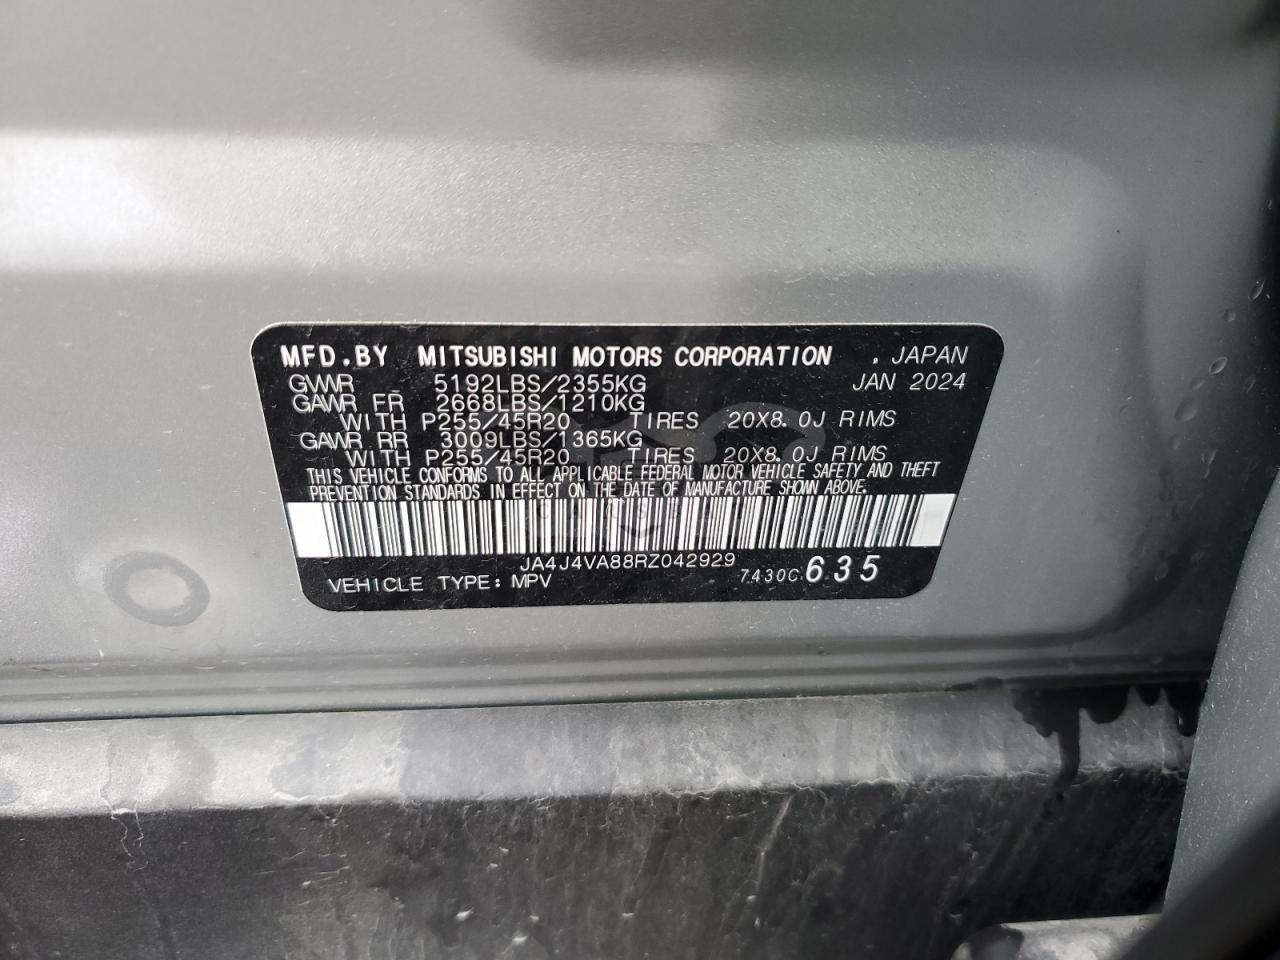 MFD.BY MITSUBISHI MOTORS CORPORATION . JAPAN
GVWR 5192LBS/2355KG JAN 2024
GAWR FR 2668LBS/1210KG
WITH P255/45R20 TIRES 20X8.0J RIMS
GAWR RR 3009LBS/1365KG
WITH P255/45R20 TIRES 20X8.0J RIMS
THIS VEHICLE CONFORMS TO ALL APPLICABLE FEDERAL MOTOR VEHICLE SAFETY AND THEFT
PREVENTION STANDARDS IN EFFECT ON THE DATE OF MANUFACTURE SHOWN ABOVE.
JA4J4VA88RZ042929
VEHICLE TYPE: MPV 7430C 635